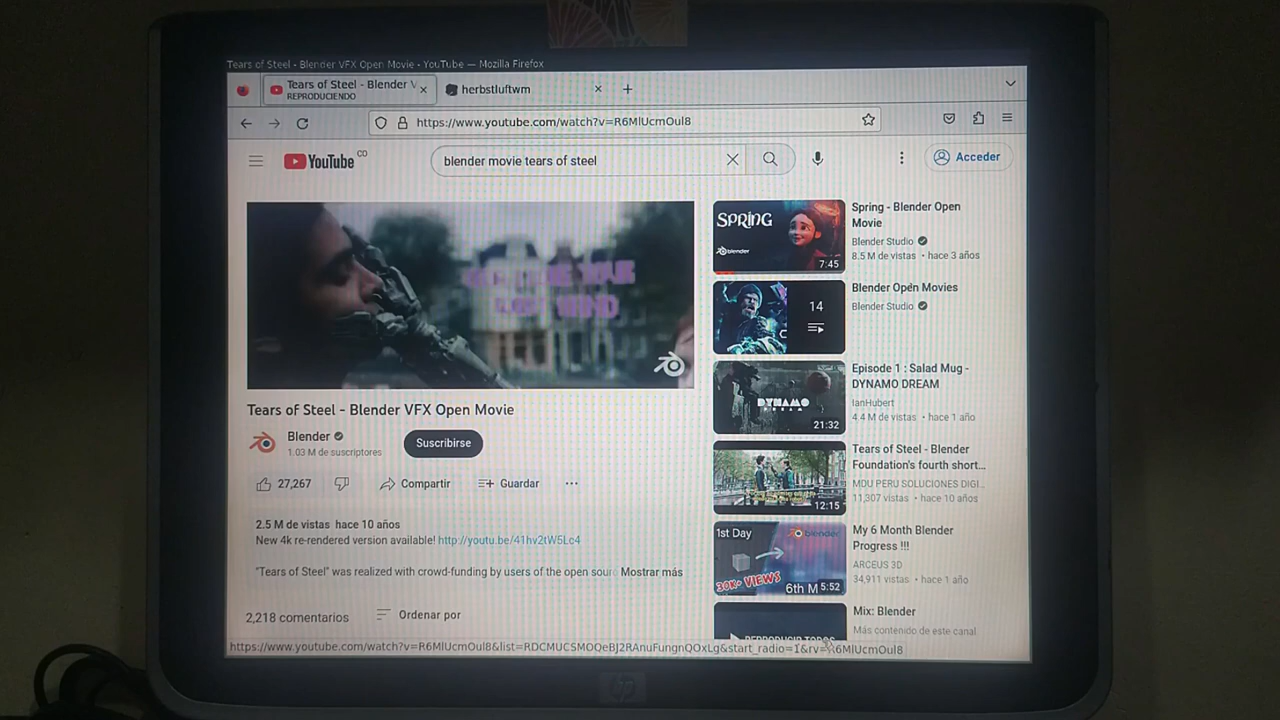 Tears of Steel - Blender VFX Open Movie - YouTube — Mozilla Firefox
Tears of Steel - Blender V
REPRODUCIENDO
herbstluftwm
https://www.youtube.com/watch?v=R6MlUcmOul8
YouTube CO
blender movie tears of steel
Acceder
Tears of Steel - Blender VFX Open Movie
Blender
1.03 M de suscriptores
Suscribirse
27,267
Compartir
Guardar
2.5 M de vistas hace 10 años
New 4k re-rendered version available! http://youtu.be/41hv2tW5Lc4
"Tears of Steel" was realized with crowd-funding by users of the open sour Mostrar más
2,218 comentarios
Ordenar por
SPRING
blender
7:45
Spring - Blender Open
Movie
Blender Studio
8.5 M de vistas • hace 3 años
14
Blender Open Movies
Blender Studio
DYNAMO
DREAM
21:32
Episode 1 : Salad Mug -
DYNAMO DREAM
IanHubert
4.4 M de vistas • hace 1 año
12:15
Tears of Steel - Blender
Foundation's fourth short...
MDU PERU SOLUCIONES DIGI...
11,307 vistas • hace 10 años
1st Day
blender
30K+ VIEWS
6th M
5:52
My 6 Month Blender
Progress !!!
ARCEUS 3D
34,911 vistas • hace 1 año
REPRODUCIR TODOS
Mix: Blender
Más contenido de este canal
https://www.youtube.com/watch?v=R6MlUcmOul8&list=RDCMUCSMOQeBJ2RAnuFungnQOxLg&start_radio=1&rv=R6MlUcmOul8
hp